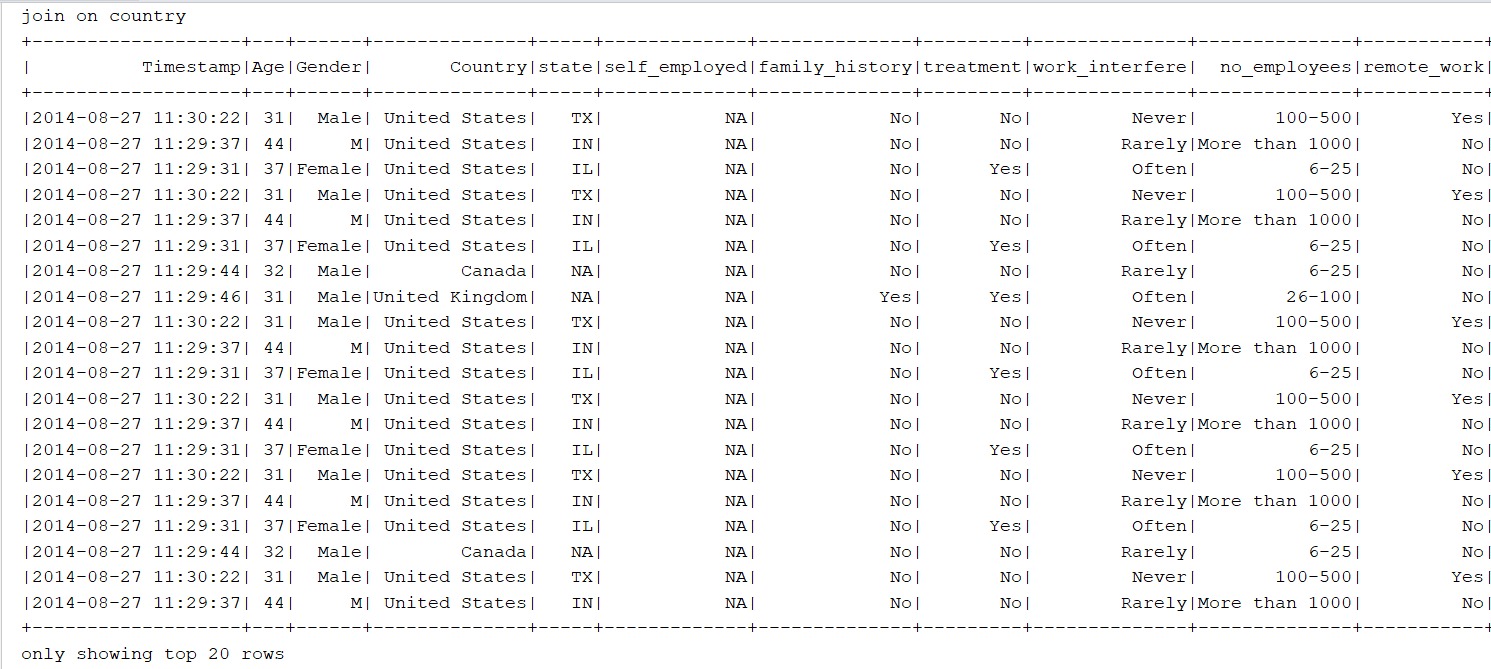 join on country
+-------------------+---+------+--------------+-----+-------------+--------------+---------+--------------+--------------+-----------+
|          Timestamp|Age|Gender|       Country|state|self_employed|family_history|treatment|work_interfere|  no_employees|remote_work|
+-------------------+---+------+--------------+-----+-------------+--------------+---------+--------------+--------------+-----------+
|2014-08-27 11:30:22| 31|  Male| United States|   TX|           NA|            No|       No|         Never|       100-500|        Yes|
|2014-08-27 11:29:37| 44|     M| United States|   IN|           NA|            No|       No|        Rarely|More than 1000|         No|
|2014-08-27 11:29:31| 37|Female| United States|   IL|           NA|            No|      Yes|         Often|          6-25|         No|
|2014-08-27 11:30:22| 31|  Male| United States|   TX|           NA|            No|       No|         Never|       100-500|        Yes|
|2014-08-27 11:29:37| 44|     M| United States|   IN|           NA|            No|       No|        Rarely|More than 1000|         No|
|2014-08-27 11:29:31| 37|Female| United States|   IL|           NA|            No|      Yes|         Often|          6-25|         No|
|2014-08-27 11:29:44| 32|  Male|        Canada|   NA|           NA|            No|       No|        Rarely|          6-25|         No|
|2014-08-27 11:29:46| 31|  Male|United Kingdom|   NA|           NA|           Yes|      Yes|         Often|        26-100|         No|
|2014-08-27 11:30:22| 31|  Male| United States|   TX|           NA|            No|       No|         Never|       100-500|        Yes|
|2014-08-27 11:29:37| 44|     M| United States|   IN|           NA|            No|       No|        Rarely|More than 1000|         No|
|2014-08-27 11:29:31| 37|Female| United States|   IL|           NA|            No|      Yes|         Often|          6-25|         No|
|2014-08-27 11:30:22| 31|  Male| United States|   TX|           NA|            No|       No|         Never|       100-500|        Yes|
|2014-08-27 11:29:37| 44|     M| United States|   IN|           NA|            No|       No|        Rarely|More than 1000|         No|
|2014-08-27 11:29:31| 37|Female| United States|   IL|           NA|            No|      Yes|         Often|          6-25|         No|
|2014-08-27 11:30:22| 31|  Male| United States|   TX|           NA|            No|       No|         Never|       100-500|        Yes|
|2014-08-27 11:29:37| 44|     M| United States|   IN|           NA|            No|       No|        Rarely|More than 1000|         No|
|2014-08-27 11:29:31| 37|Female| United States|   IL|           NA|            No|      Yes|         Often|          6-25|         No|
|2014-08-27 11:29:44| 32|  Male|        Canada|   NA|           NA|            No|       No|        Rarely|          6-25|         No|
|2014-08-27 11:30:22| 31|  Male| United States|   TX|           NA|            No|       No|         Never|       100-500|        Yes|
|2014-08-27 11:29:37| 44|     M| United States|   IN|           NA|            No|       No|        Rarely|More than 1000|         No|
+-------------------+---+------+--------------+-----+-------------+--------------+---------+--------------+--------------+-----------+
only showing top 20 rows